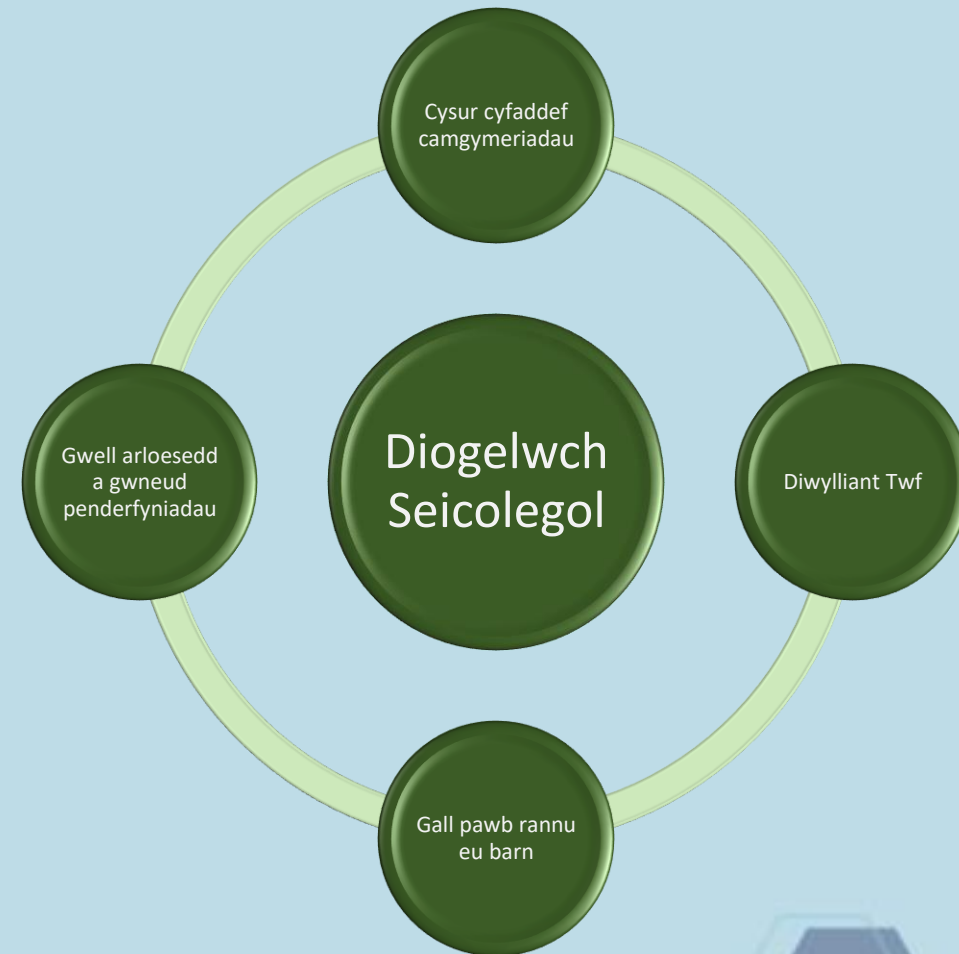 Cysur cyfaddef
camgymeriadau
Gwell arloesedd
a gwneud
penderfyniadau
Diogelwch
Seicolegol
Diwylliant Twf
Gall pawb rannu
eu barn